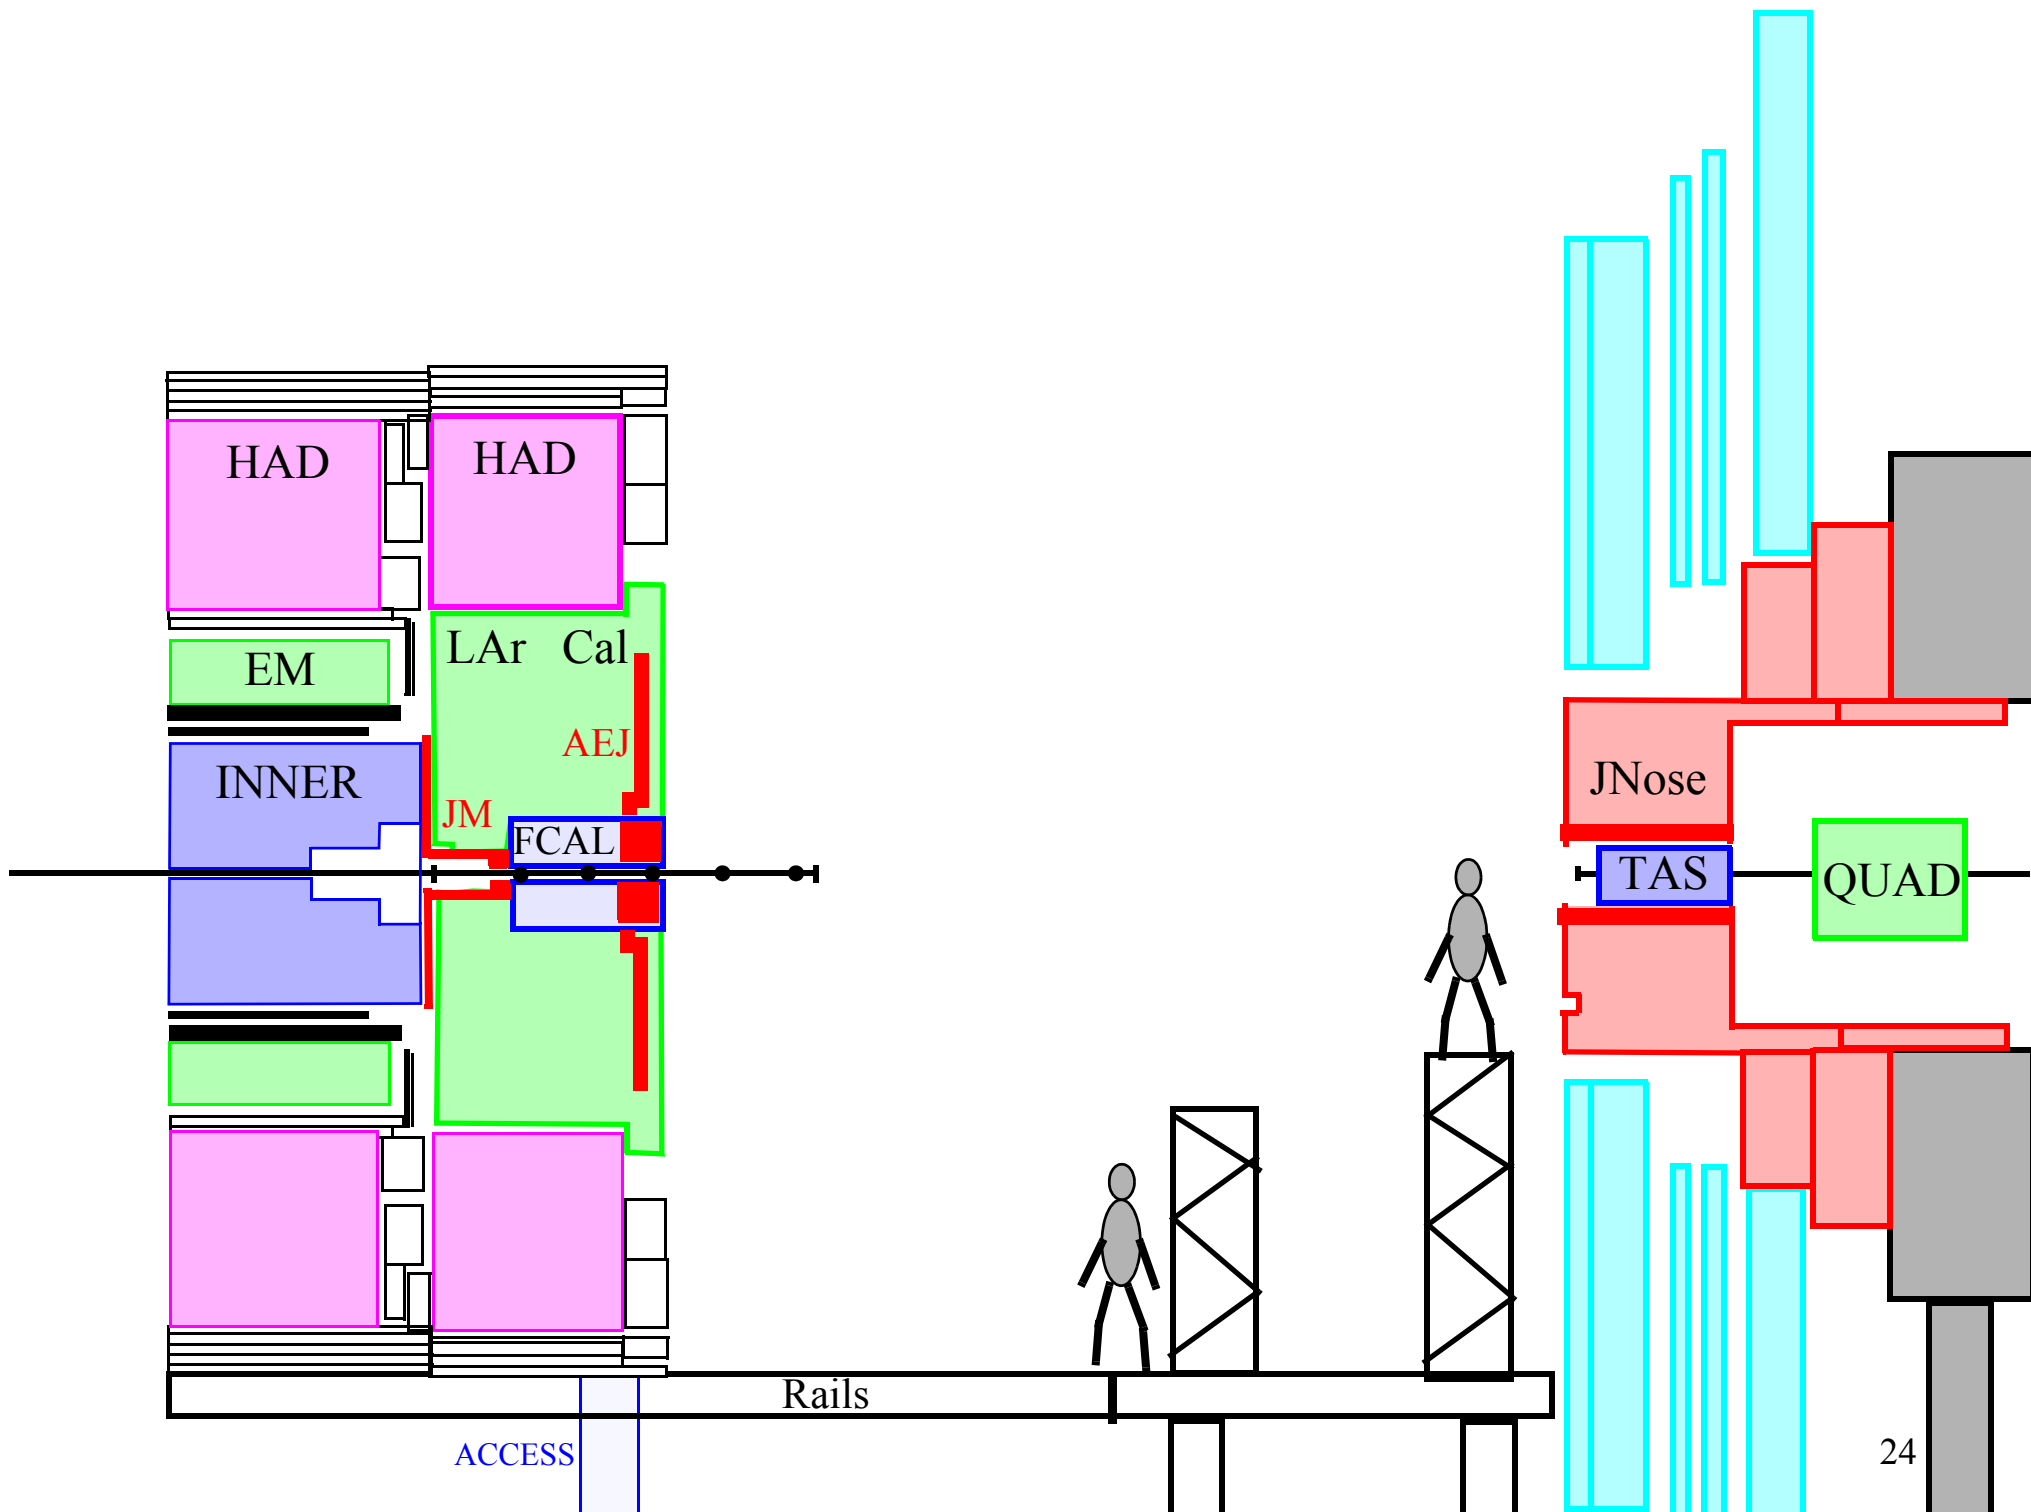 HAD HAD
LAr Cal
EM
AEJ
INNER
JNose
JM
FCAL
TAS
QUAD
Rails
ACCESS
24